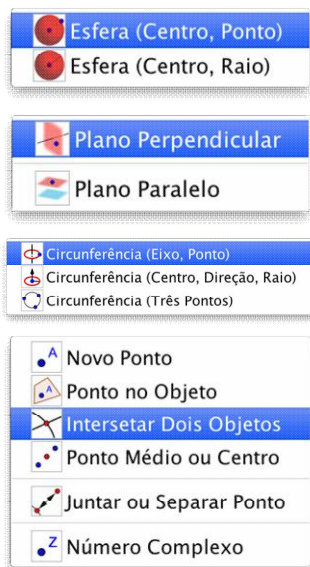 Esfera (Centro, Ponto)
Esfera (Centro, Raio)
Plano Perpendicular
Plano Paralelo
Circunferência (Eixo, Ponto)
Circunferência (Centro, Direção, Raio)
Circunferência (Três Pontos)
A Novo Ponto
A Ponto no Objeto
Intersetar Dois Objetos
Ponto Médio ou Centro
Juntar ou Separar Ponto
z Número Complexo